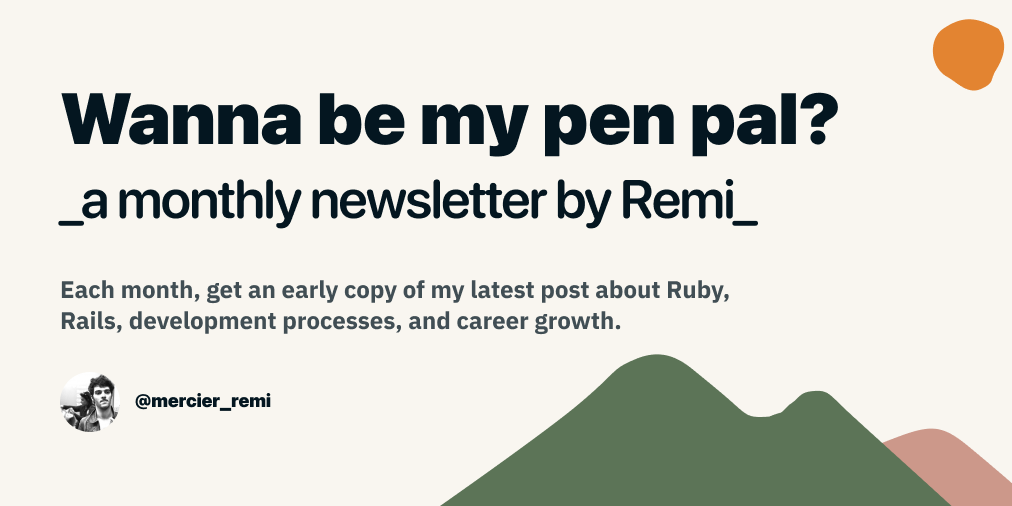 Wanna be my pen pal?
_a monthly newsletter by Remi_
Each month, get an early copy of my latest post about Ruby,
Rails, development processes, and career growth.
@mercier_remi